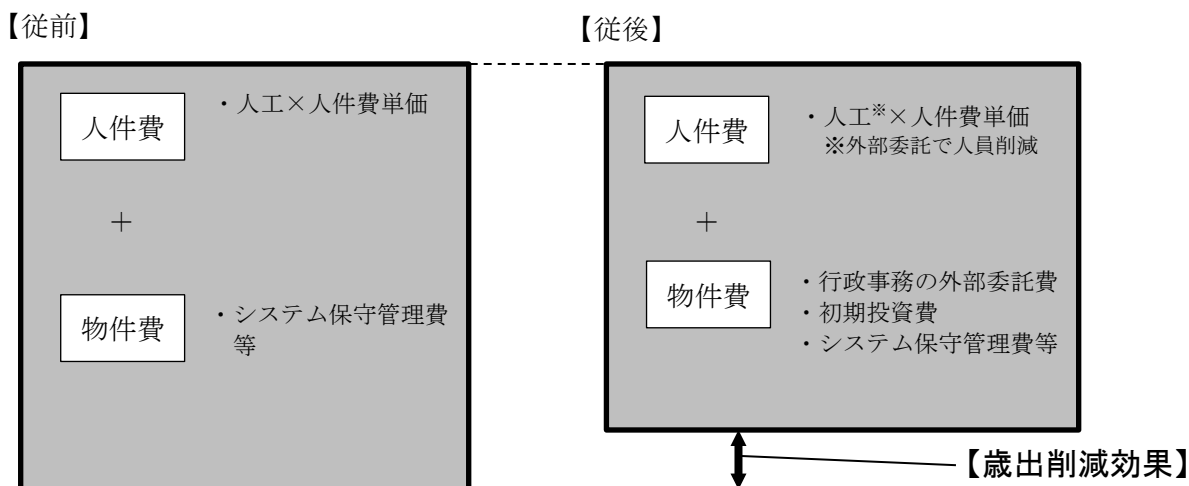 【従前】
人件費
・人工×人件費単価
＋
物件費
・システム保守管理費
等
【従後】
人件費
・人工※×人件費単価
※外部委託で人員削減
＋
物件費
・行政事務の外部委託費
・初期投資費
・システム保守管理費等
【歳出削減効果】